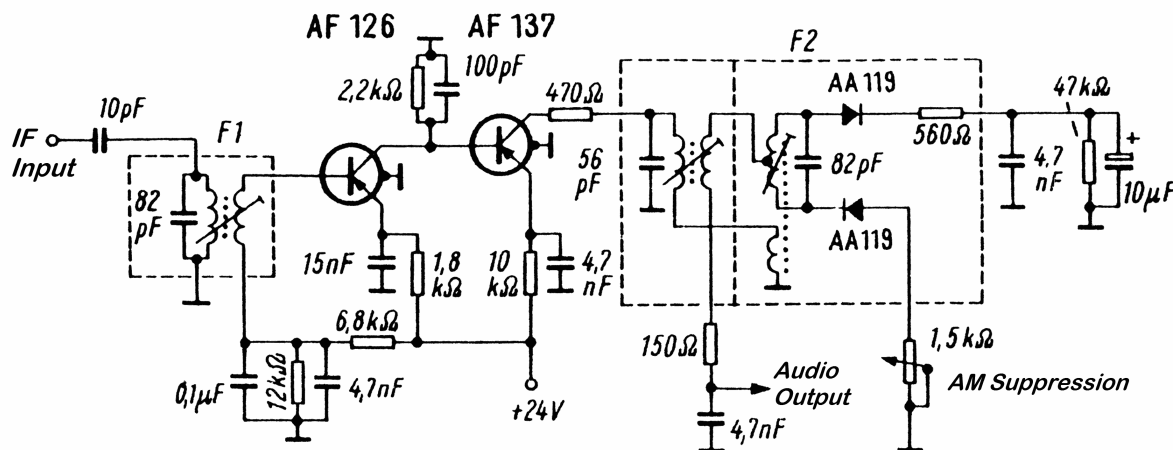 AF 126 AF 137
F2
100pF
2,2kΩ
AA 119
47kΩ
10pF
470Ω
560Ω
IF
Input
F1
56
pF
82pF
4,7
nF
+
10µF
82
pF
AA119
15nF
1,8
kΩ
10
kΩ
4,7
nF
6,8kΩ
150Ω
1,5kΩ
0,1µF
12kΩ
4,7nF
+24V
Audio
Output
AM Suppression
4,7nF